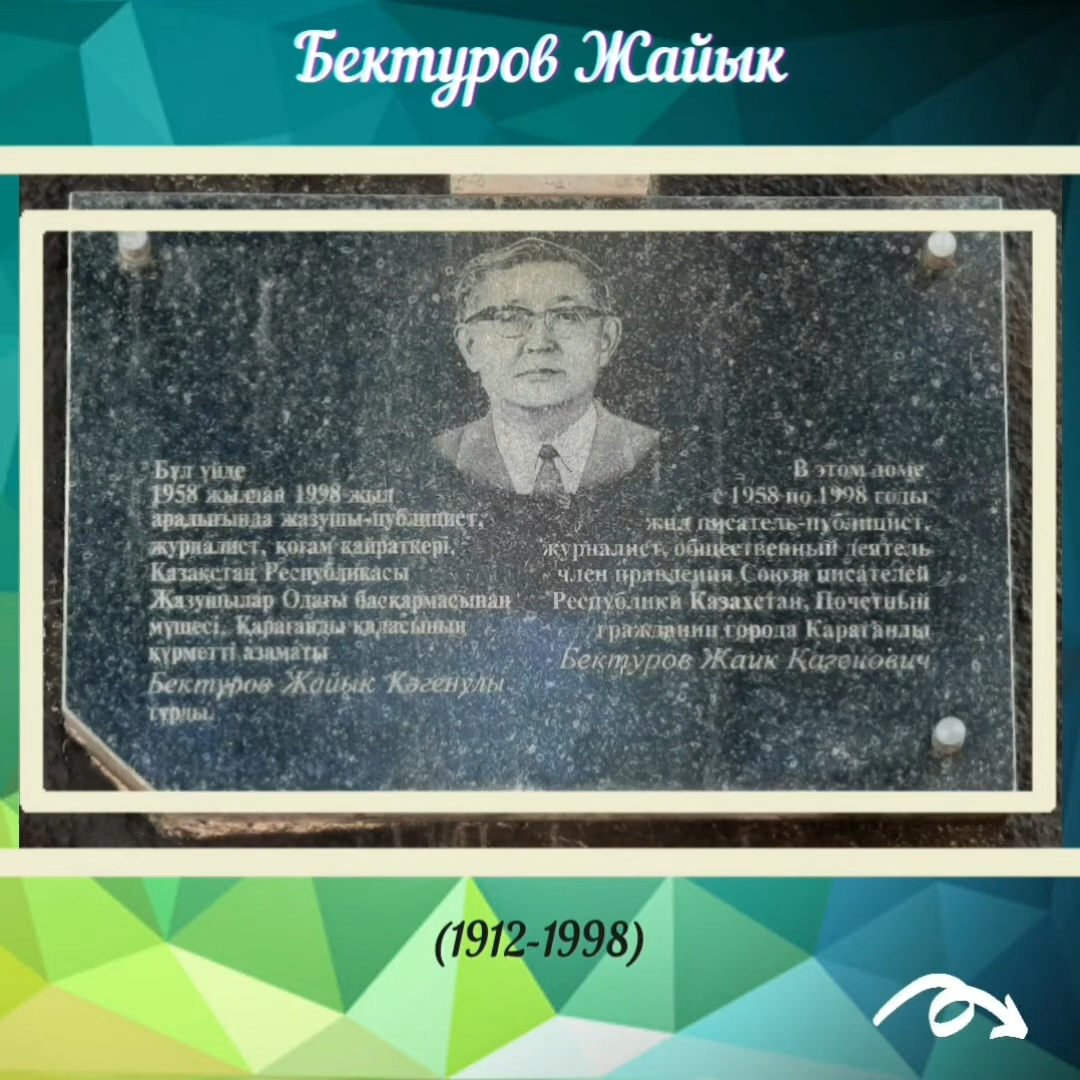 Бектуров Жайык
Бұл үйде
1958 жылдан 1998 жыл
аралығында жазушы-публицист,
журналист, қоғам қайраткері,
Қазақстан Республикасы
Жазушылар Одағы басқармасынан
мүшесі, Қарағанды қаласының
құрметті азаматы
Бектұров Жайық Кәгенұлы
тұрды.
В этом доме
с 1958 по 1998 годы
жил писатель-публицист,
журналист, общественный деятель
член правления Союза писателей
Республики Казахстан, Почетный
гражданин города Караганды
Бектуров Жаик Кагенович
(1912-1998)